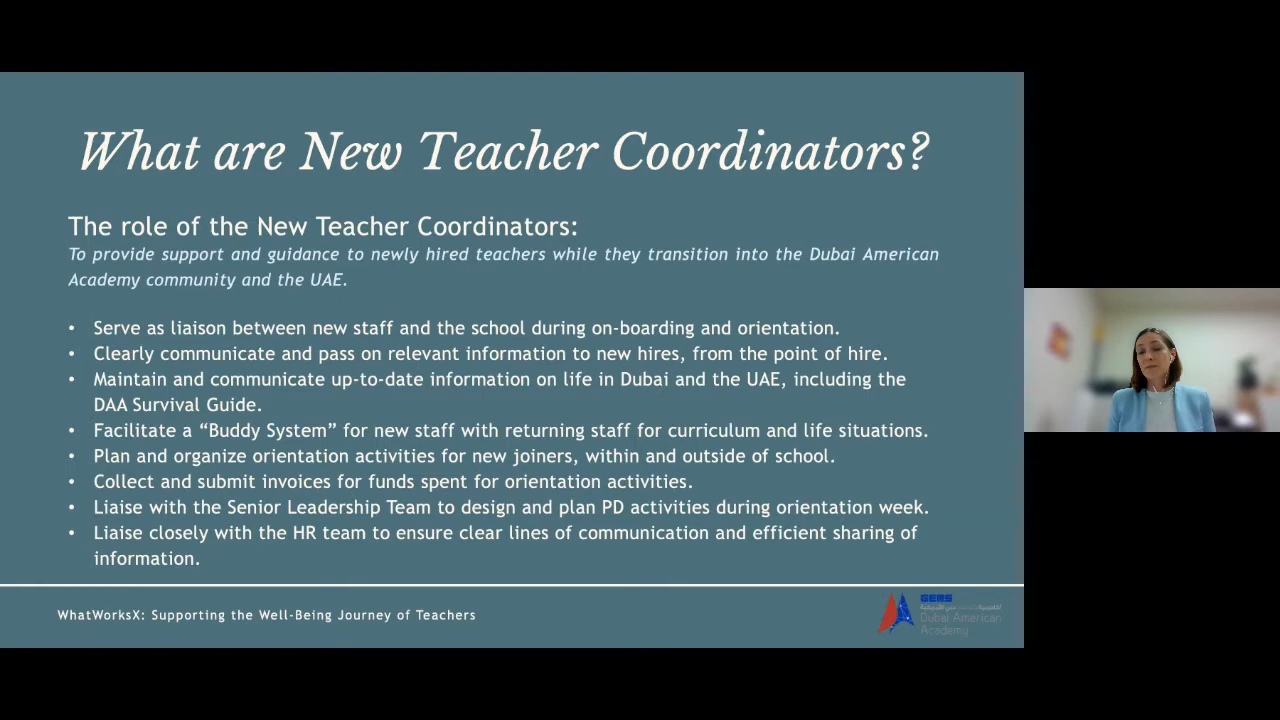 What are New Teacher Coordinators?
The role of the New Teacher Coordinators:
To provide support and guidance to newly hired teachers while they transition into the Dubai American
Academy community and the UAE.
• Serve as liaison between new staff and the school during on-boarding and orientation.
• Clearly communicate and pass on relevant information to new hires, from the point of hire.
• Maintain and communicate up-to-date information on life in Dubai and the UAE, including the
DAA Survival Guide.
• Facilitate a “Buddy System” for new staff with returning staff for curriculum and life situations.
• Plan and organize orientation activities for new joiners, within and outside of school.
• Collect and submit invoices for funds spent for orientation activities.
• Liaise with the Senior Leadership Team to design and plan PD activities during orientation week.
• Liaise closely with the HR team to ensure clear lines of communication and efficient sharing of
information.
WhatWorksX: Supporting the Well-Being Journey of Teachers
GEMS
Dubai American
Academy